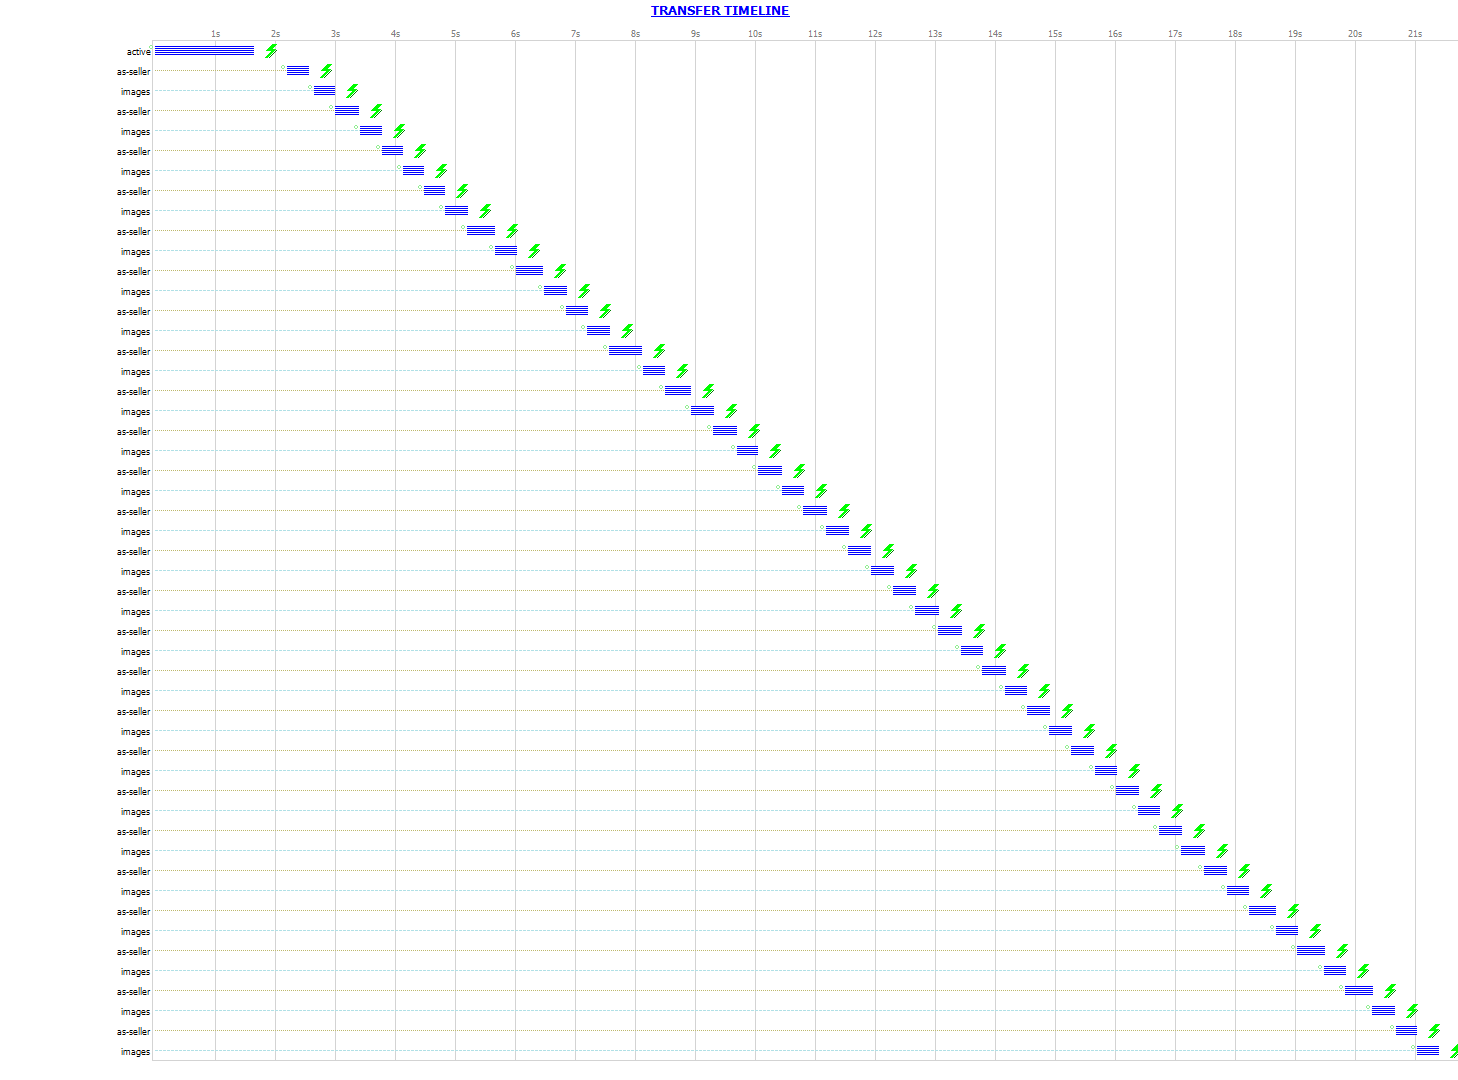 TRANSFER TIMELINE
1s 2s 3s 4s 5s 6s 7s 8s 9s 10s 11s 12s 13s 14s 15s 16s 17s 18s 19s 20s 21s
active
as-seller
images
as-seller
images
as-seller
images
as-seller
images
as-seller
images
as-seller
images
as-seller
images
as-seller
images
as-seller
images
as-seller
images
as-seller
images
as-seller
images
as-seller
images
as-seller
images
as-seller
images
as-seller
images
as-seller
images
as-seller
images
as-seller
images
as-seller
images
as-seller
images
as-seller
images
as-seller
images
as-seller
images
as-seller
images